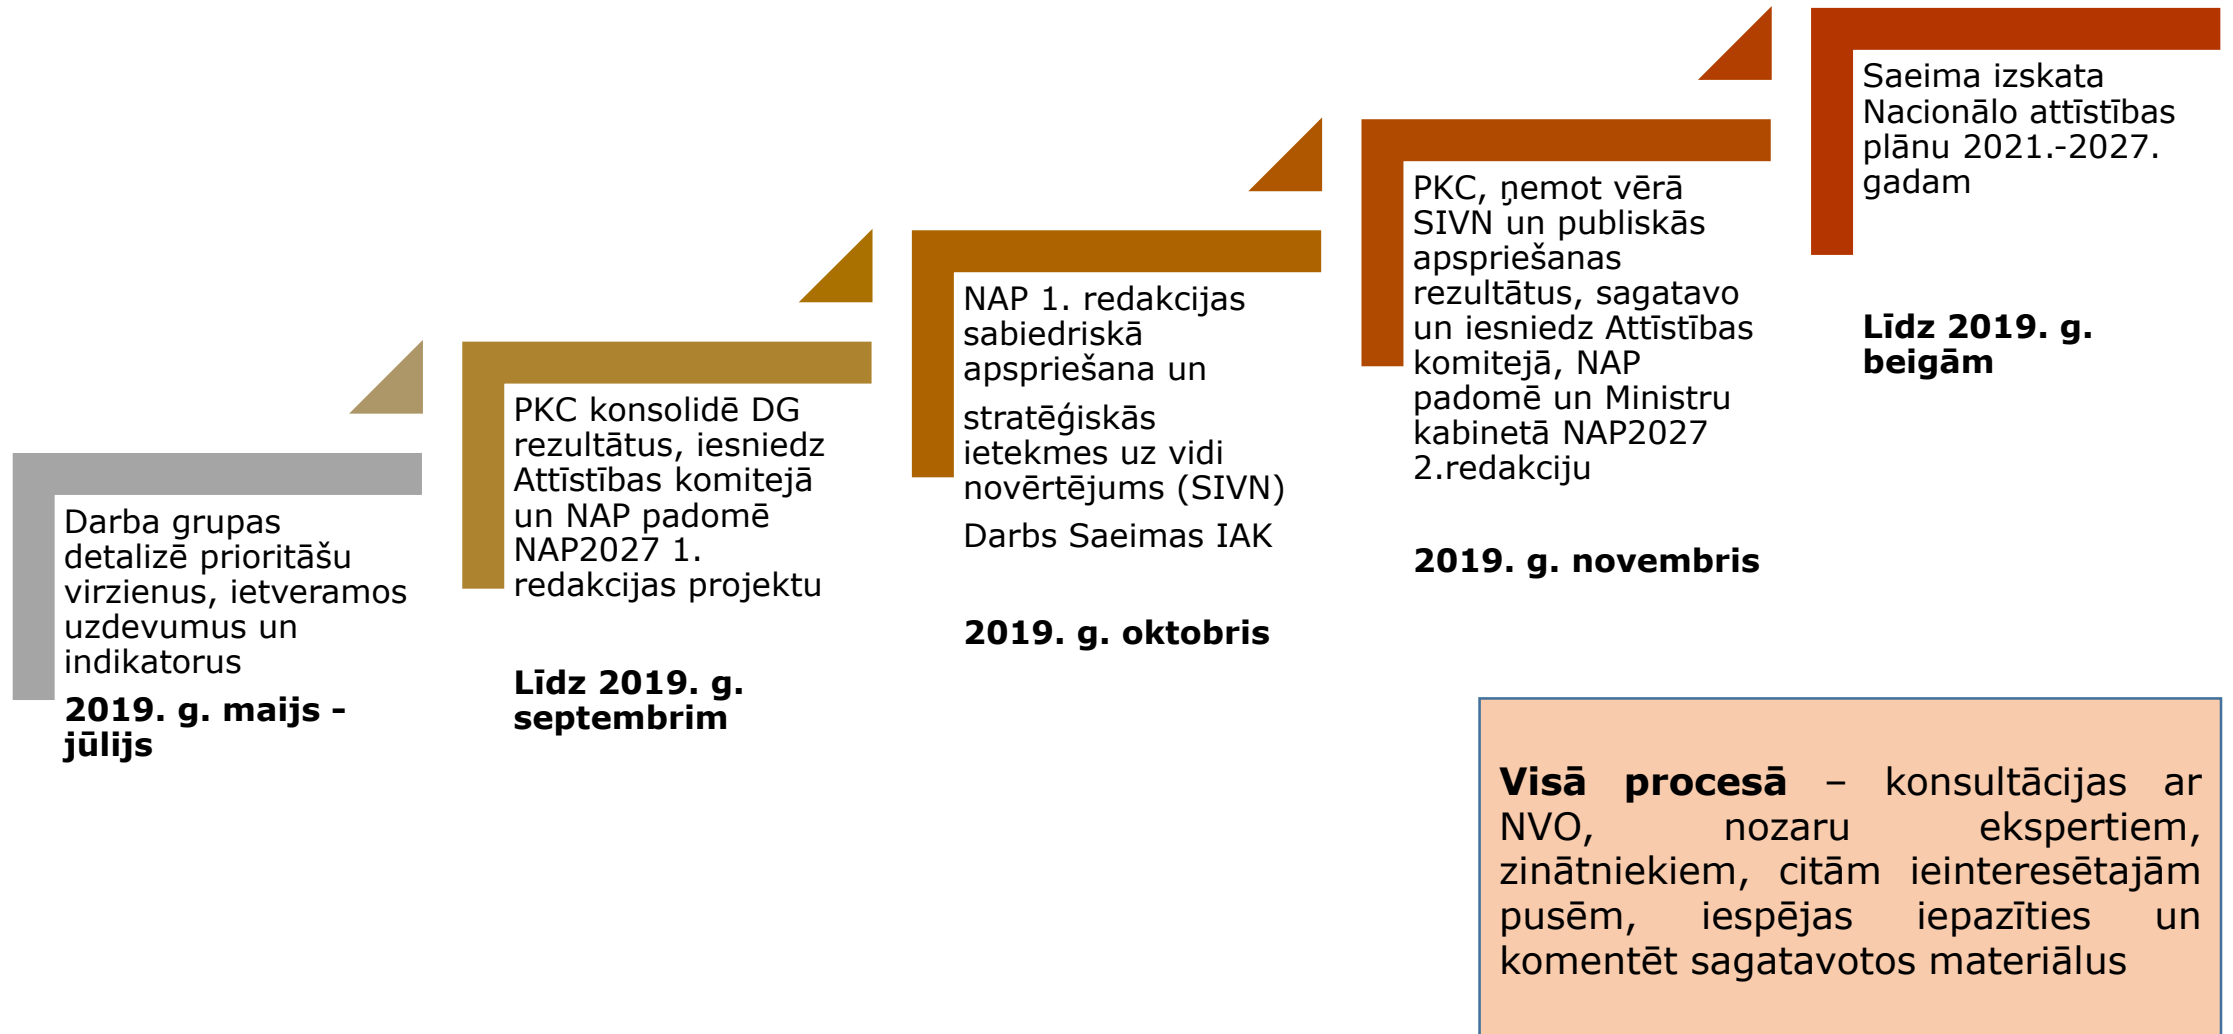 Darba grupas
detalizē prioritāšu
virzienus, ietveramos
uzdevumus un
indikatorus
2019. g. maijs -
jūlijs
PKC konsolidē DG
rezultātus, iesniedz
Attīstības komitejā
un NAP padomē
NAP2027 1.
redakcijas projektu
Līdz 2019. g.
septembrim
NAP 1. redakcijas
sabiedriskā
apspriešana un
stratēģiskās
ietekmes uz vidi
novērtējums (SIVN)
Darbs Saeimas IAK
2019. g. oktobris
PKC, ņemot vērā
SIVN un publiskās
apspriešanas
rezultātus, sagatavo
un iesniedz Attīstības
komitejā, NAP
padomē un Ministru
kabinetā NAP2027
2.redakciju
2019. g. novembris
Saeima izskata
Nacionālo attīstības
plānu 2021.-2027.
gadam
Līdz 2019. g.
beigām
Visā procesā – konsultācijas ar
NVO, nozaru ekspertiem,
zinātniekiem, citām ieinteresētajām
pusēm, iespējas iepazīties un
komentēt sagatavotos materiālus